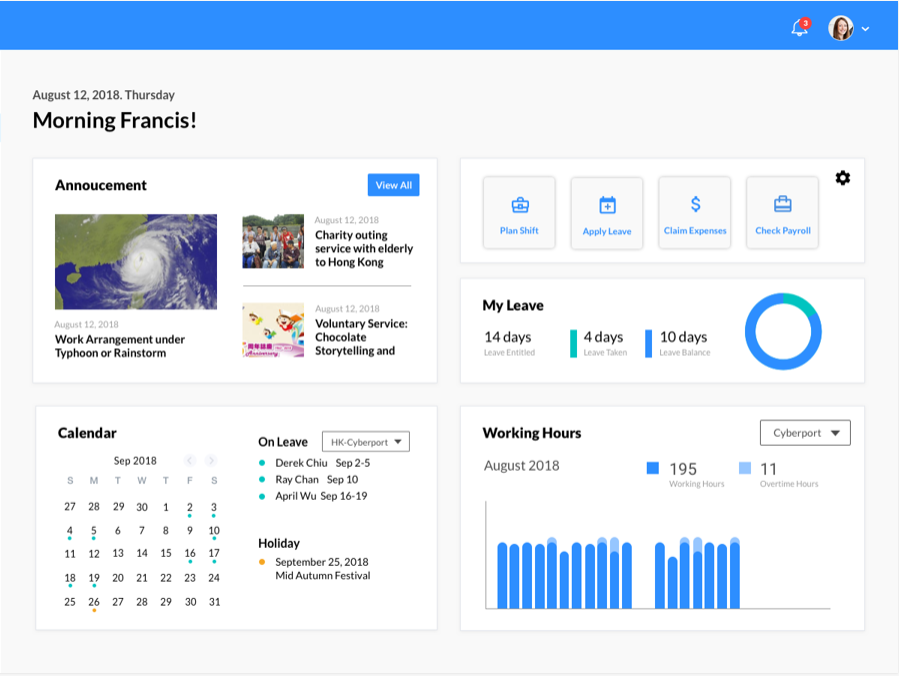 3
August 12, 2018. Thursday
Morning Francis!
Annoucement
View All
August 12, 2018
Work Arrangement under
Typhoon or Rainstorm
August 12, 2018
Charity outing
service with elderly
to Hong Kong
August 12, 2018
Voluntary Service:
Chocolate
Storytelling and
Plan Shift
Apply Leave
Claim Expenses
Check Payroll
My Leave
14 days
Leave Entitled
4 days
Leave Taken
10 days
Leave Balance
Calendar
Sep 2018
S M T W T F S
27 28 29 30 1 2 3
4 5 6 7 8 9 10
11 12 13 14 15 16 17
18 19 20 21 22 23 24
25 26 27 28 29 30 31
On Leave
HK-Cyberport
Derek Chiu Sep 2-5
Ray Chan Sep 10
April Wu Sep 16-19
Holiday
September 25, 2018
Mid Autumn Festival
Working Hours
Cyberport
August 2018
195
Working Hours
11
Overtime Hours